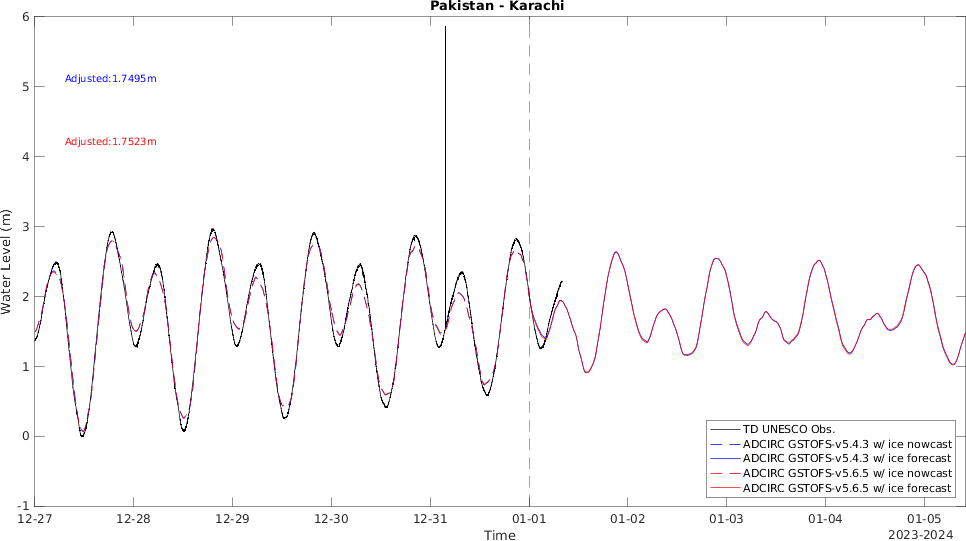 Pakistan - Karachi
6
5
4
3
2
1
0
-1
Water Level (m)
Adjusted:1.7495m
Adjusted:1.7523m
TD UNESCO Obs.
ADCIRC GSTOFS-v5.4.3 w/ ice nowcast
ADCIRC GSTOFS-v5.4.3 w/ ice forecast
ADCIRC GSTOFS-v5.6.5 w/ ice nowcast
ADCIRC GSTOFS-v5.6.5 w/ ice forecast
12-27 12-28 12-29 12-30 12-31 01-01 01-02 01-03 01-04 01-05
Time
2023-2024